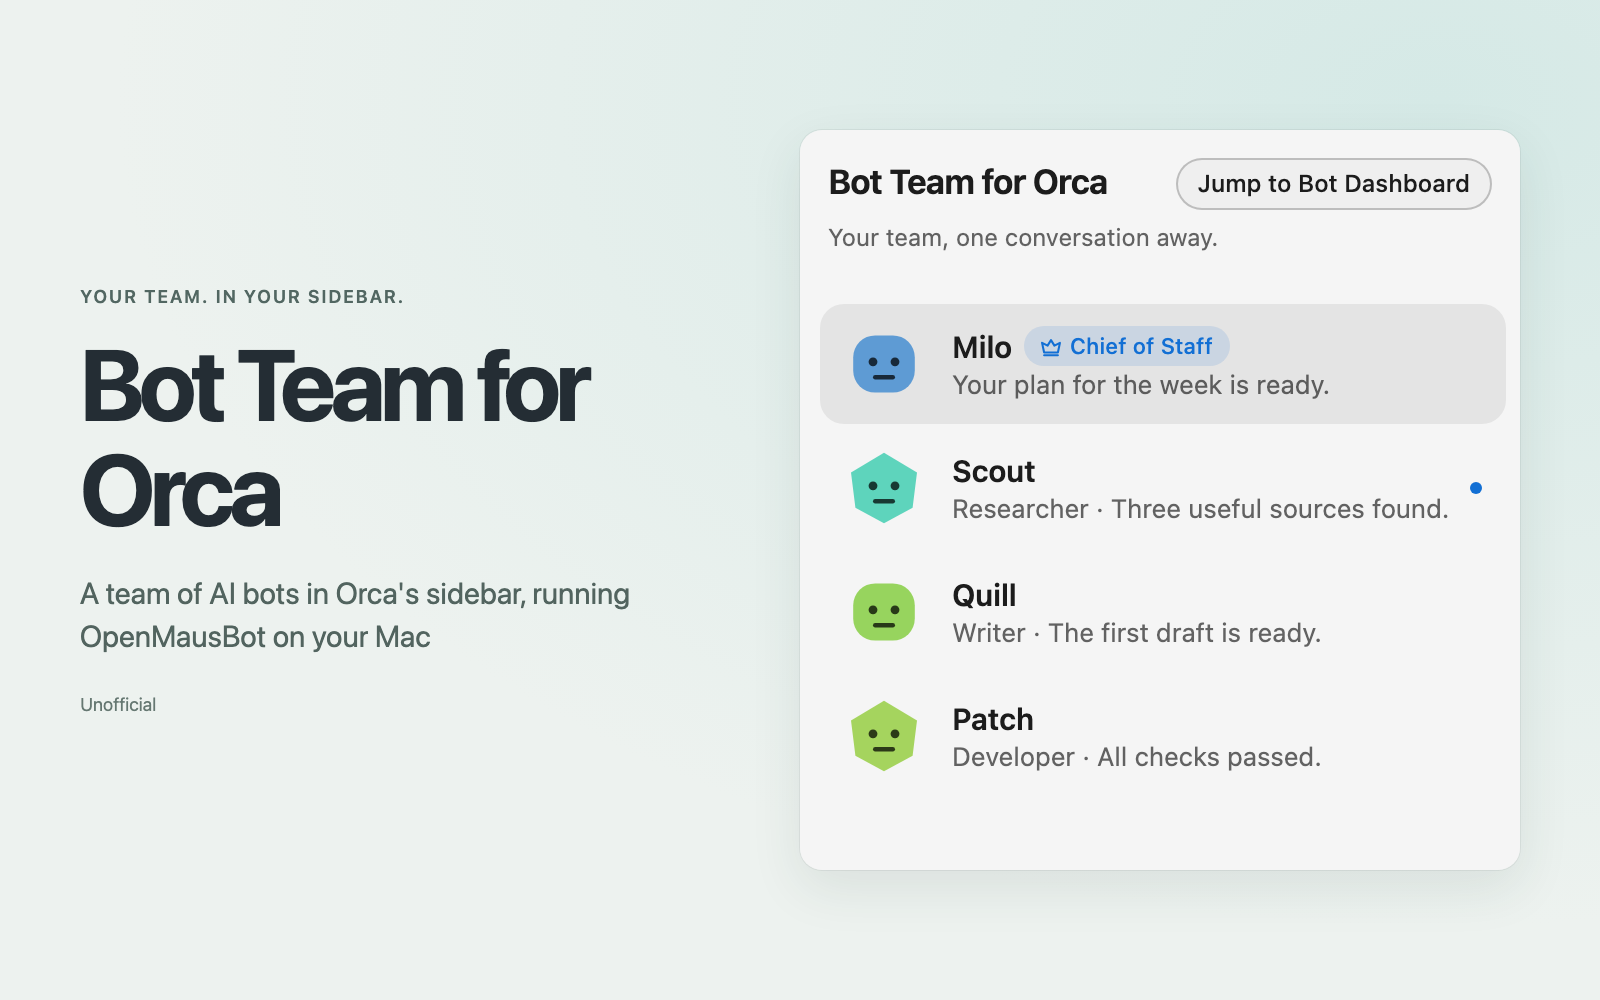 YOUR TEAM. IN YOUR SIDEBAR.
Bot Team for
Orca
A team of AI bots in Orca's sidebar, running
OpenMausBot on your Mac
Unofficial
Bot Team for Orca
Jump to Bot Dashboard
Your team, one conversation away.
Milo
Chief of Staff
Your plan for the week is ready.
Scout
Researcher · Three useful sources found.
Quill
Writer · The first draft is ready.
Patch
Developer · All checks passed.